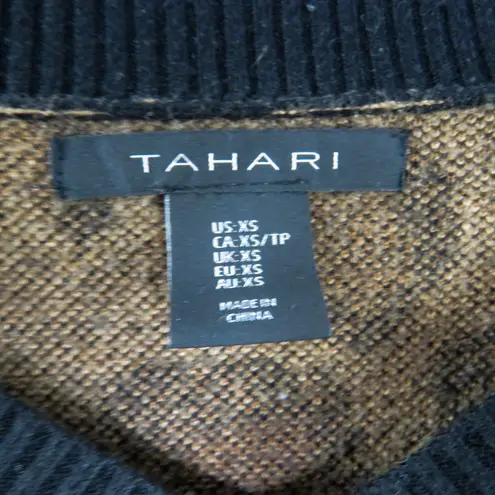 TAHARI
US:XS
CA:XS/TP
UK:XS
EU:XS
AU:XS
MADE IN
CHINA